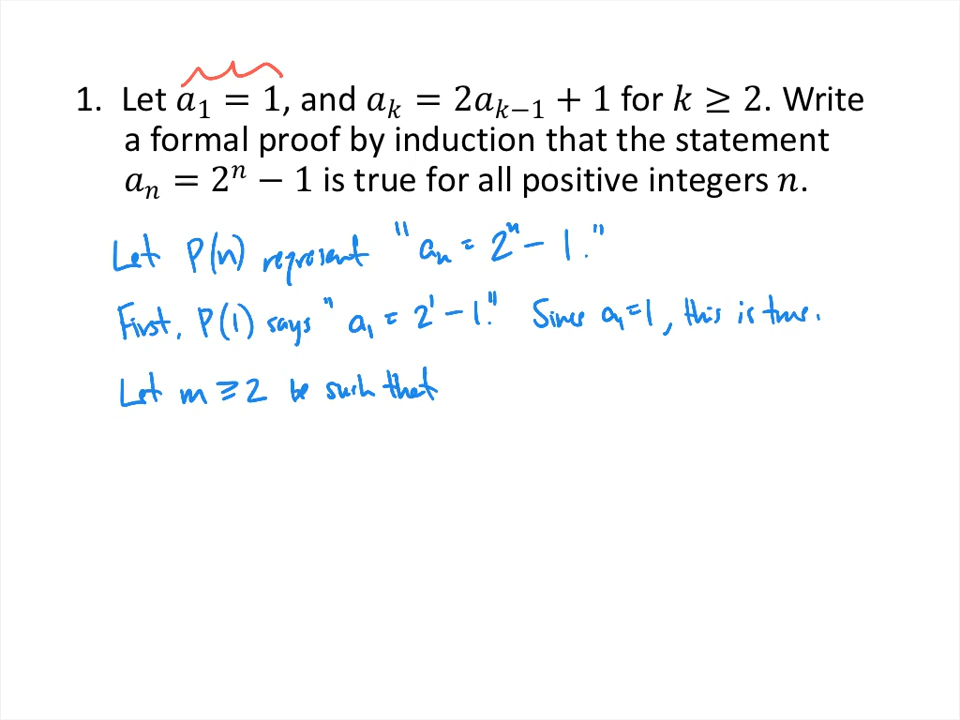 1. Let a₁ = 1, and aₖ = 2aₖ₋₁ + 1 for k ≥ 2. Write
a formal proof by induction that the statement
aₙ = 2ⁿ − 1 is true for all positive integers n.
Let P(n) represent "aₙ = 2ⁿ − 1."
First, P(1) says "a₁ = 2¹ − 1." Since a₁ = 1, this is true.
Let m ≥ 2 be such that